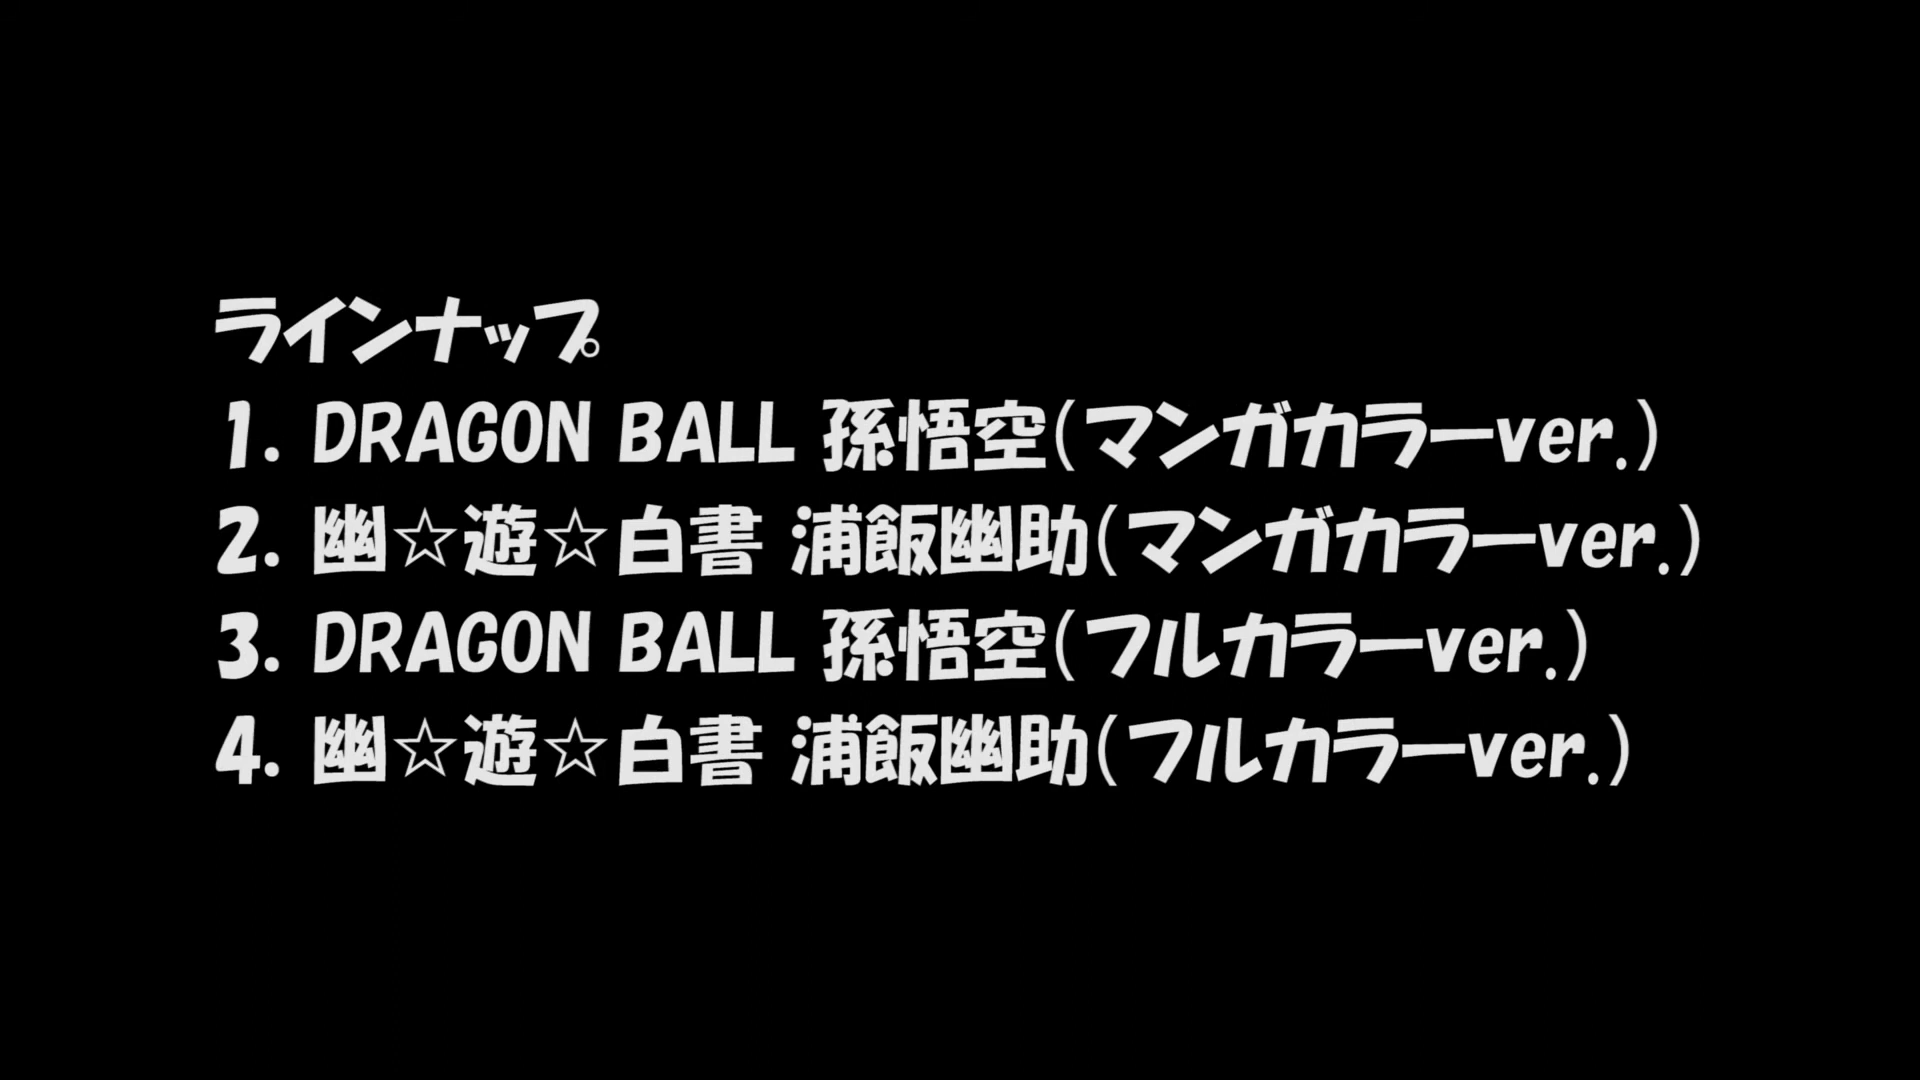 ラインナップ
1. DRAGON BALL 孫悟空(マンガカラーver.)
2. 幽☆遊☆白書 浦飯幽助(マンガカラーver.)
3. DRAGON BALL 孫悟空(フルカラーver.)
4. 幽☆遊☆白書 浦飯幽助(フルカラーver.)